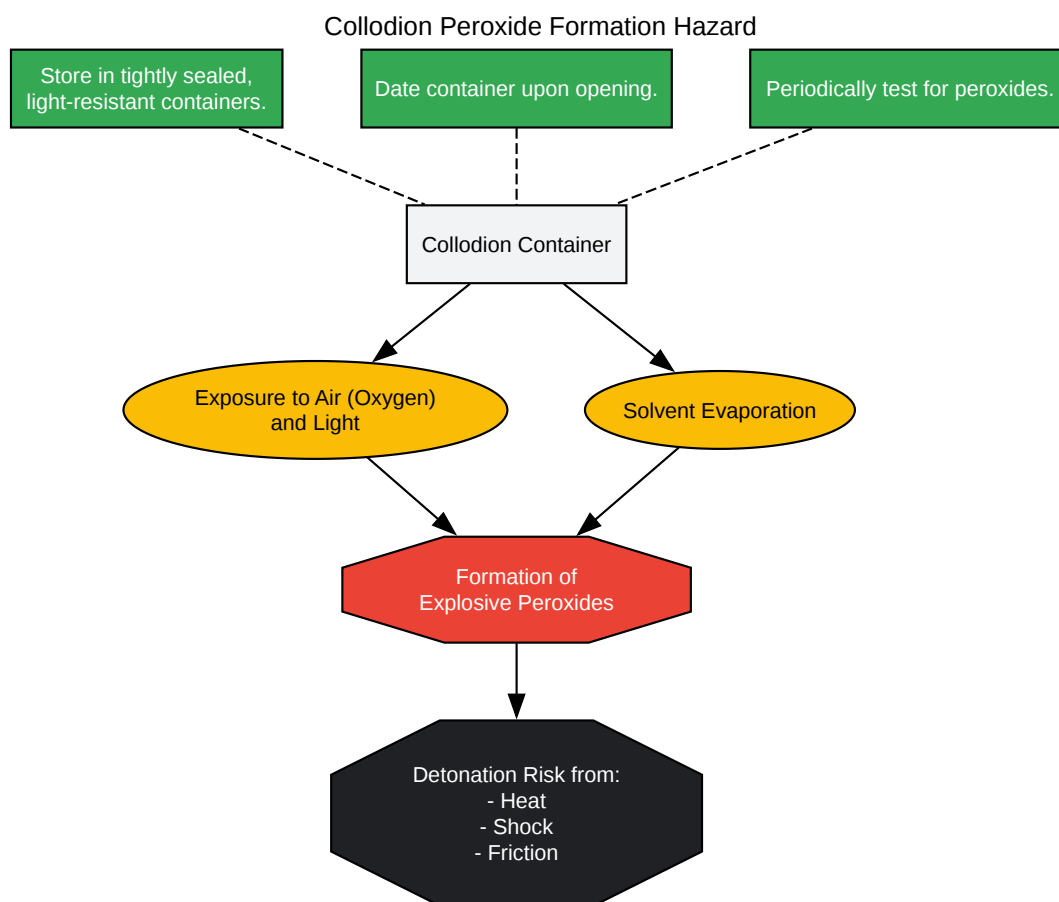 Collodion Peroxide Formation Hazard
Store in tightly sealed,
light-resistant containers.
Date container upon opening.
Periodically test for peroxides.
Collodion Container
Exposure to Air (Oxygen)
and Light
Solvent Evaporation
Formation of
Explosive Peroxides
Detonation Risk from:
- Heat
- Shock
- Friction